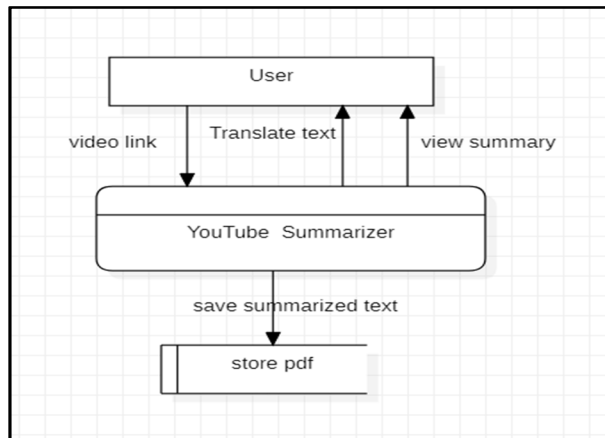 User
video link
Translate text
view summary
YouTube Summarizer
save summarized text
store pdf